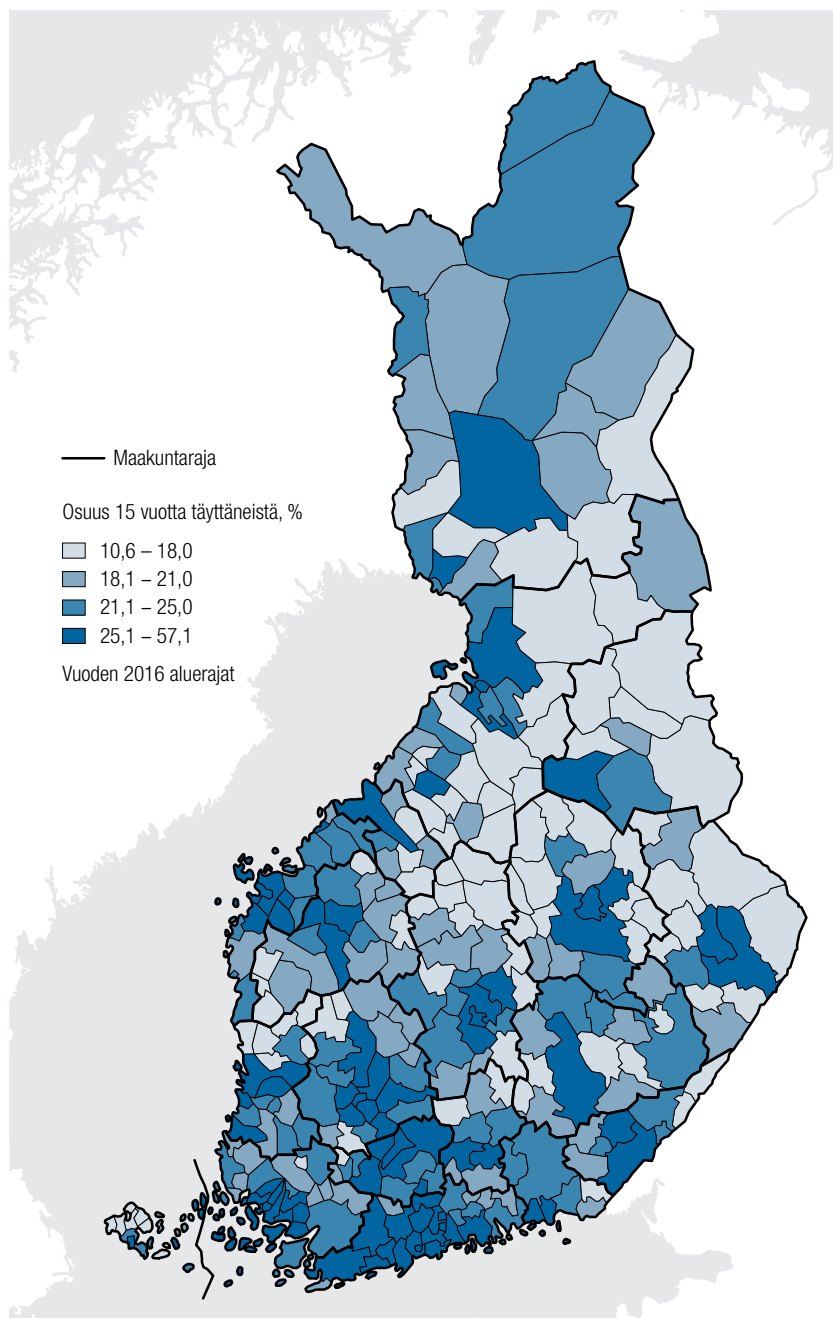 Maakuntaraja
Osuus 15 vuotta täyttäneistä, %
10,6 – 18,0
18,1 – 21,0
21,1 – 25,0
25,1 – 57,1
Vuoden 2016 aluerajat